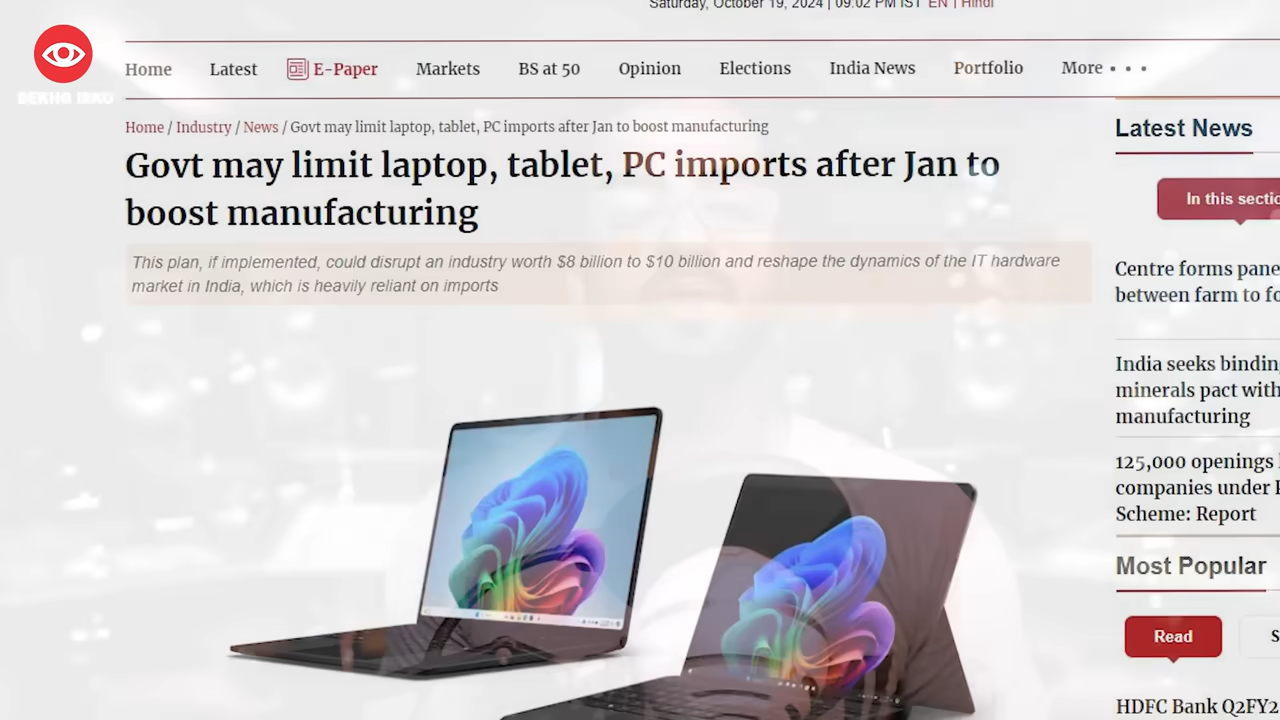 Saturday, October 19, 2024 | 09:02 PM IST EN | Hindi
DEKHO ISKO
Home Latest E-Paper Markets BS at 50 Opinion Elections India News Portfolio More
Home / Industry / News / Govt may limit laptop, tablet, PC imports after Jan to boost manufacturing
Govt may limit laptop, tablet, PC imports after Jan to
boost manufacturing
This plan, if implemented, could disrupt an industry worth $8 billion to $10 billion and reshape the dynamics of the IT hardware
market in India, which is heavily reliant on imports
Latest News
In this sectio
Centre forms pane
between farm to fo
India seeks binding
minerals pact with
manufacturing
125,000 openings
companies under
Scheme: Report
Most Popular
Read S
HDFC Bank Q2FY2